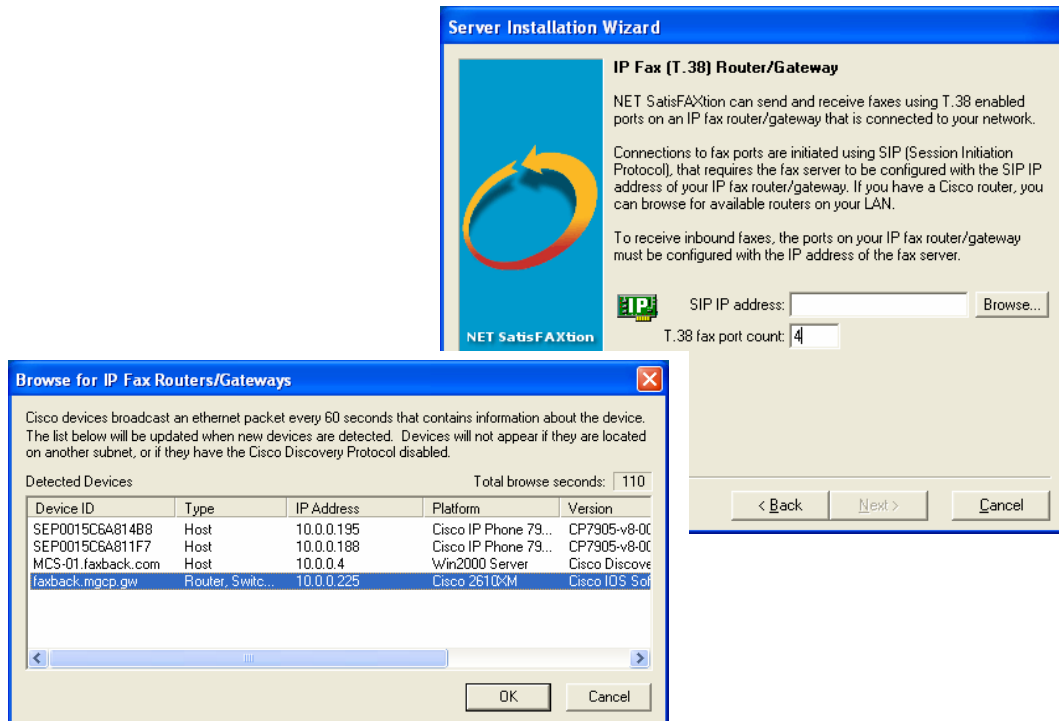 Server Installation Wizard
IP Fax (T.38) Router/Gateway
NET SatisFAXtion can send and receive faxes using T.38 enabled
ports on an IP fax router/gateway that is connected to your network.
Connections to fax ports are initiated using SIP (Session Initiation
Protocol), that requires the fax server to be configured with the SIP IP
address of your IP fax router/gateway. If you have a Cisco router, you
can browse for available routers on your LAN.
To receive inbound faxes, the ports on your IP fax router/gateway
must be configured with the IP address of the fax server.
IP
SIP IP address:
Browse...
NET SatisFAXtion
T.38 fax port count: 4
< Back
Next >
Cancel
Browse for IP Fax Routers/Gateways
Cisco devices broadcast an ethernet packet every 60 seconds that contains information about the device.
The list below will be updated when new devices are detected. Devices will not appear if they are located
on another subnet, or if they have the Cisco Discovery Protocol disabled.
Detected Devices
Total browse seconds: 110
Device ID Type IP Address Platform Version
SEP0015C6A814B8 Host 10.0.0.195 Cisco IP Phone 79... CP7905-v8-00
SEP0015C6A811F7 Host 10.0.0.188 Cisco IP Phone 79... CP7905-v8-00
MCS-01.faxback.com Host 10.0.0.4 Win2000 Server Cisco Discove
faxback.mgcp.gw Router, Switc... 10.0.0.225 Cisco 2610XM Cisco IOS Sof
OK
Cancel